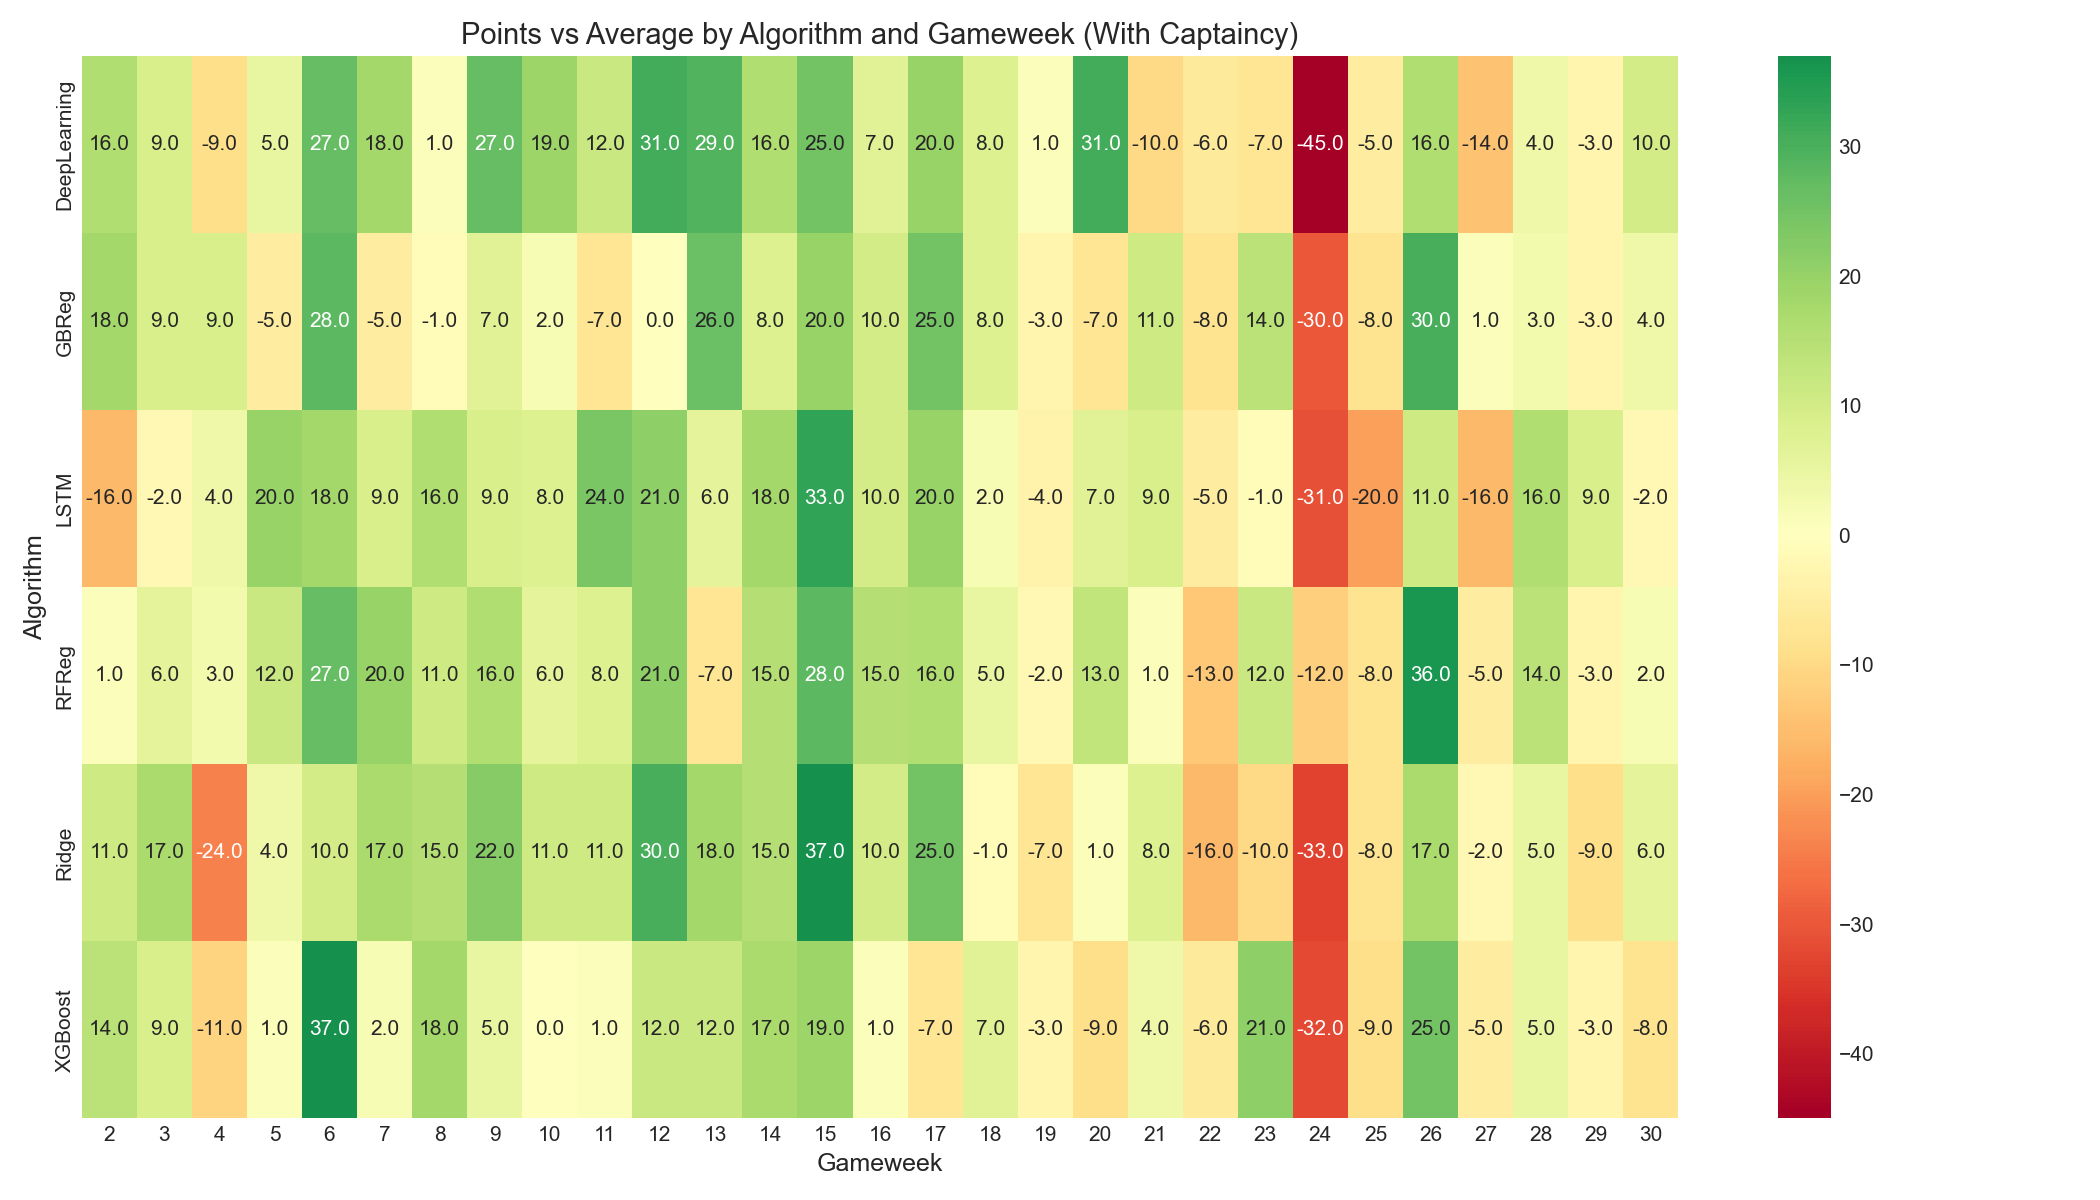 Points vs Average by Algorithm and Gameweek (With Captaincy)
Algorithm
DeepLearning 16.0 9.0 -9.0 5.0 27.0 18.0 1.0 27.0 19.0 12.0 31.0 29.0 16.0 25.0 7.0 20.0 8.0 1.0 31.0 -10.0 -6.0 -7.0 -45.0 -5.0 16.0 -14.0 4.0 -3.0 10.0
GBReg 18.0 9.0 9.0 -5.0 28.0 -5.0 -1.0 7.0 2.0 -7.0 0.0 26.0 8.0 20.0 10.0 25.0 8.0 -3.0 -7.0 11.0 -8.0 14.0 -30.0 -8.0 30.0 1.0 3.0 -3.0 4.0
LSTM -16.0 -2.0 4.0 20.0 18.0 9.0 16.0 9.0 8.0 24.0 21.0 6.0 18.0 33.0 10.0 20.0 2.0 -4.0 7.0 9.0 -5.0 -1.0 -31.0 -20.0 11.0 -16.0 16.0 9.0 -2.0
RFReg 1.0 6.0 3.0 12.0 27.0 20.0 11.0 16.0 6.0 8.0 21.0 -7.0 15.0 28.0 15.0 16.0 5.0 -2.0 13.0 1.0 -13.0 12.0 -12.0 -8.0 36.0 -5.0 14.0 -3.0 2.0
Ridge 11.0 17.0 -24.0 4.0 10.0 17.0 15.0 22.0 11.0 11.0 30.0 18.0 15.0 37.0 10.0 25.0 -1.0 -7.0 1.0 8.0 -16.0 -10.0 -33.0 -8.0 17.0 -2.0 5.0 -9.0 6.0
XGBoost 14.0 9.0 -11.0 1.0 37.0 2.0 18.0 5.0 0.0 1.0 12.0 12.0 17.0 19.0 1.0 -7.0 7.0 -3.0 -9.0 4.0 -6.0 21.0 -32.0 -9.0 25.0 -5.0 5.0 -3.0 -8.0
2 3 4 5 6 7 8 9 10 11 12 13 14 15 16 17 18 19 20 21 22 23 24 25 26 27 28 29 30
Gameweek
30
20
10
0
−10
−20
−30
−40